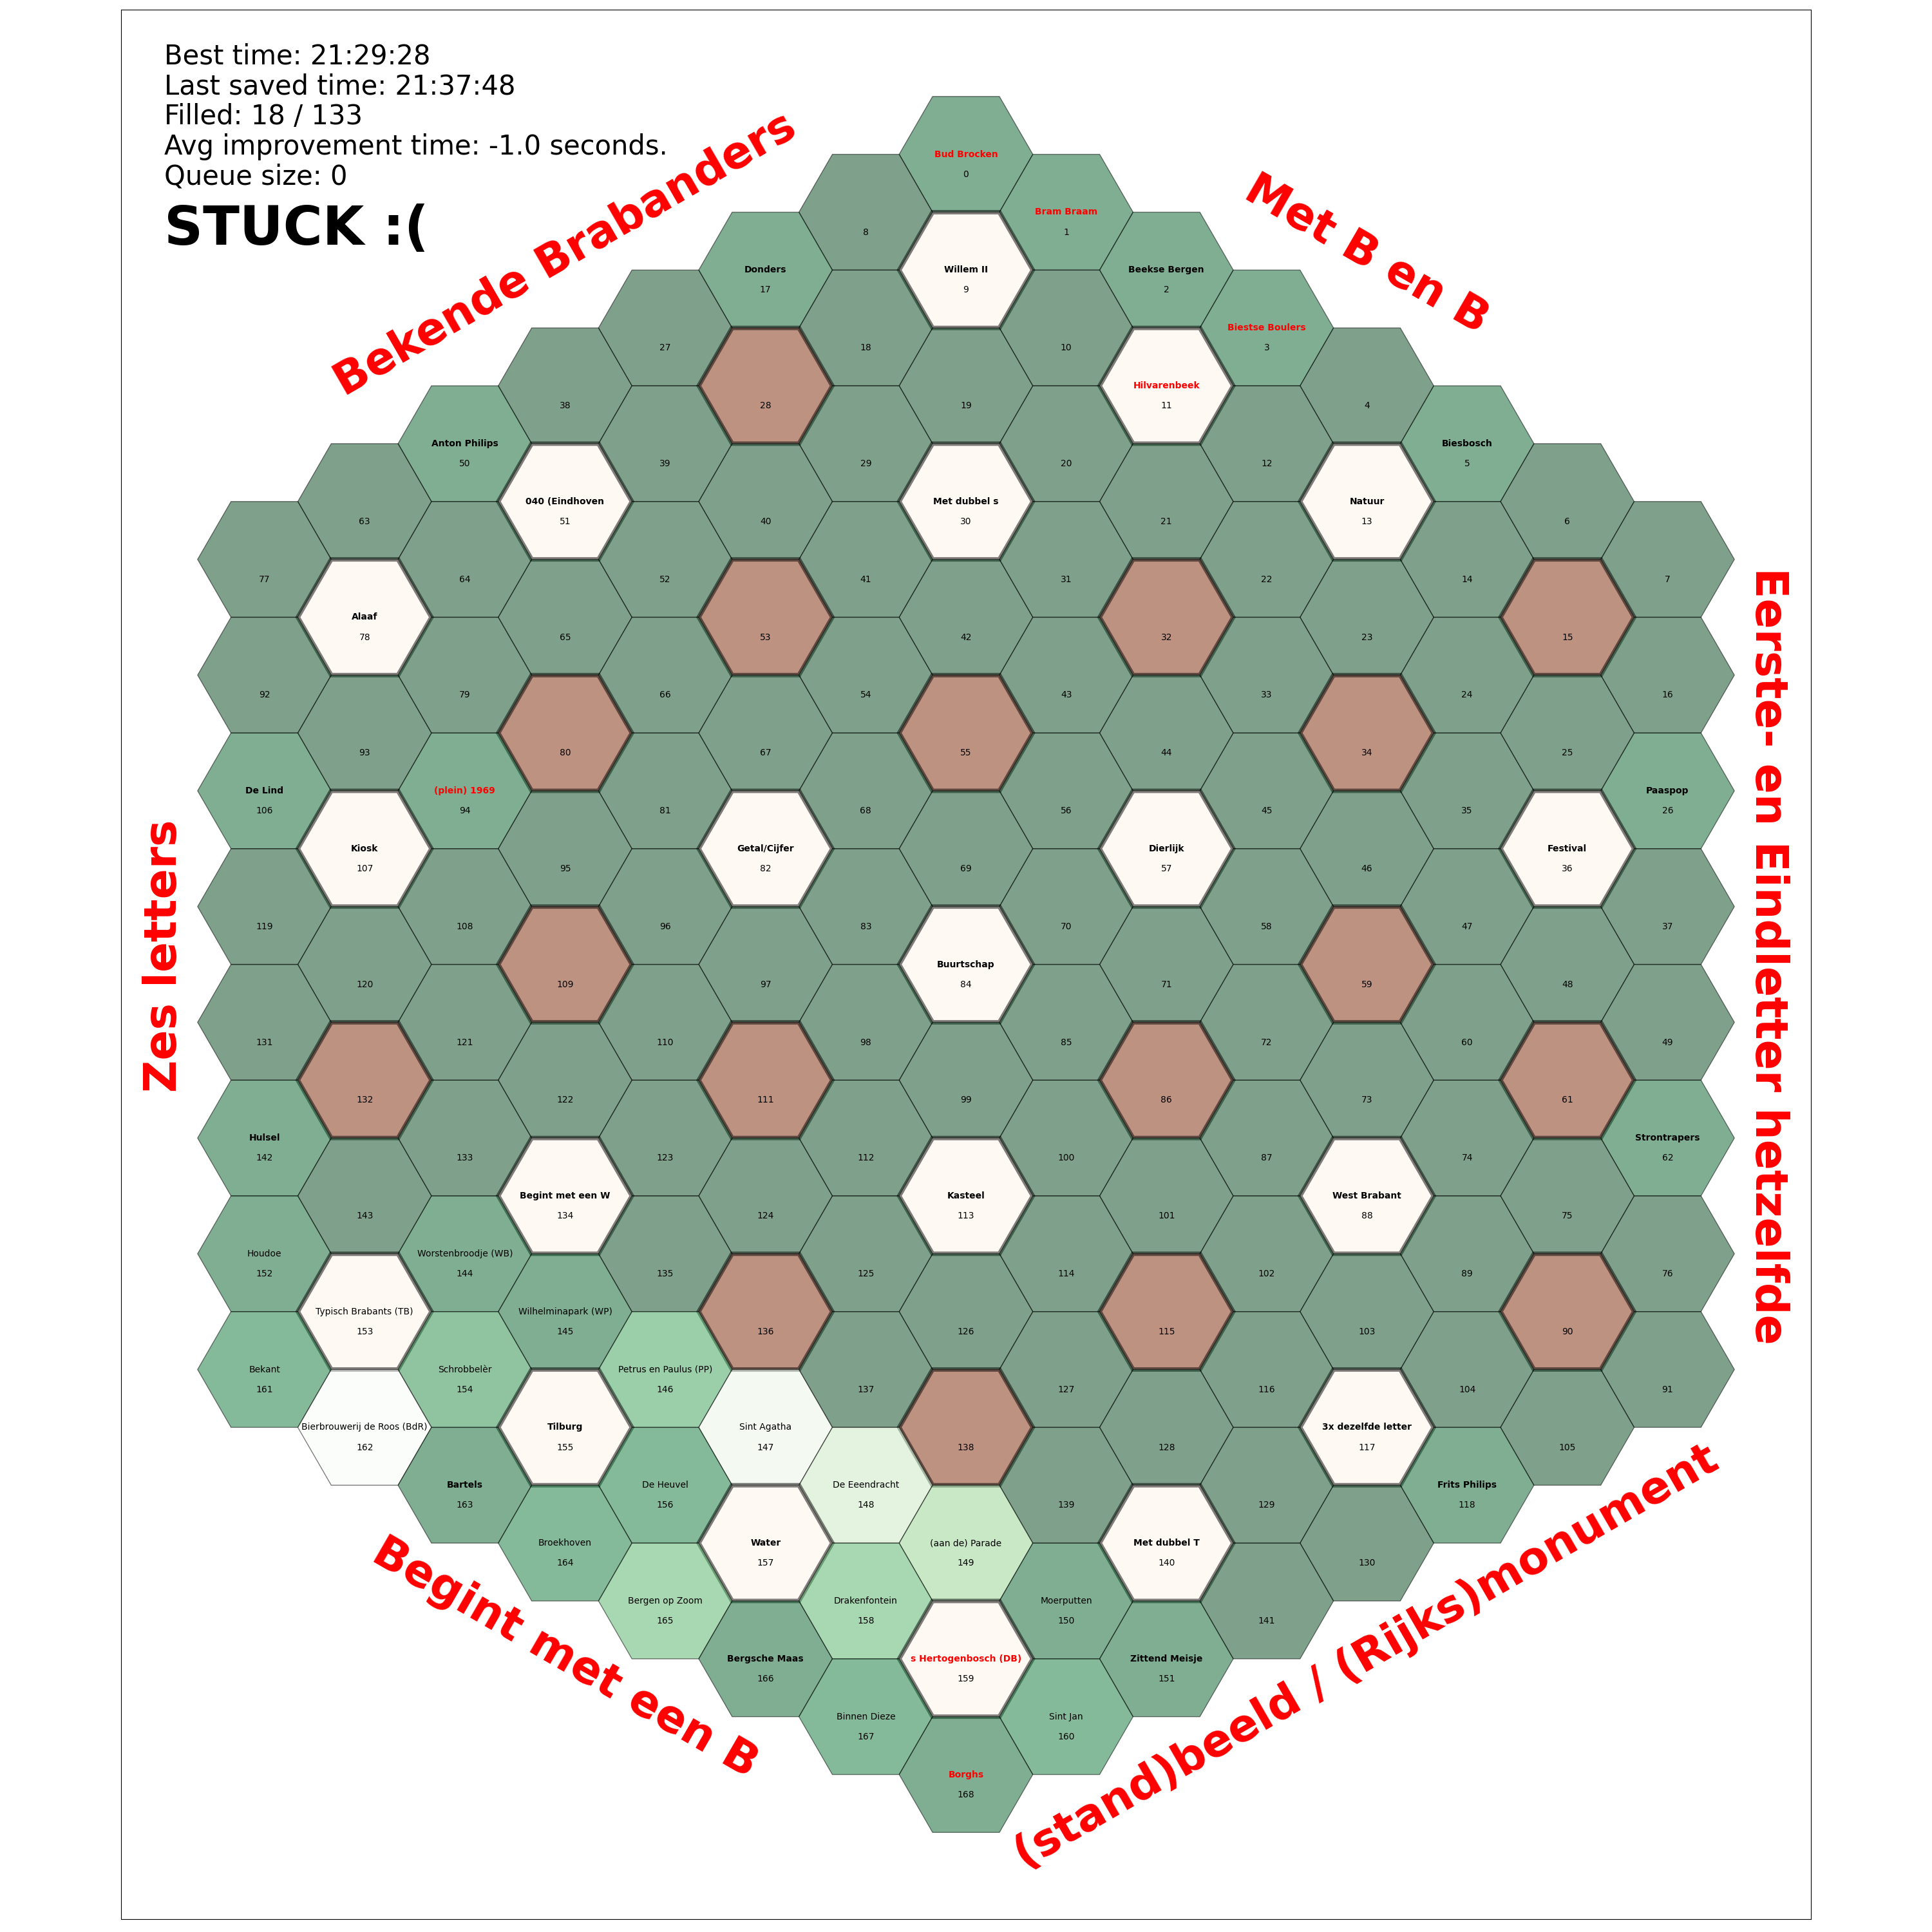 Best time: 21:29:28
Last saved time: 21:37:48
Filled: 18 / 133
Avg improvement time: -1.0 seconds.
Queue size: 0
STUCK :(
Bekende Brabanders
Met B en B
Eerste- en Eindletter hetzelfde
(stand)beeld / (Rijks)monument
Begint met een B
Zes letters
Bud Brocken
0
Bram Braam
1
Beekse Bergen
2
Biestse Boulers
3
4
Biesbosch
5
6
7
8
Willem II
9
10
Hilvarenbeek
11
12
Natuur
13
14
15
16
Donders
17
18
19
20
21
22
23
24
25
Paaspop
26
27
28
29
Met dubbel s
30
31
32
33
34
35
Festival
36
37
38
39
40
41
42
43
44
45
46
47
48
49
Anton Philips
50
040 (Eindhoven
51
52
53
54
55
56
Dierlijk
57
58
59
60
61
Strontrapers
62
63
64
65
66
67
68
69
70
71
72
73
74
75
76
77
Alaaf
78
79
80
81
Getal/Cijfer
82
83
Buurtschap
84
85
86
87
West Brabant
88
89
90
91
92
93
(plein) 1969
94
95
96
97
98
99
100
101
102
103
104
105
De Lind
106
Kiosk
107
108
109
110
111
112
Kasteel
113
114
115
116
3x dezelfde letter
117
Frits Philips
118
119
120
121
122
123
124
125
126
127
128
129
130
131
132
133
Begint met een W
134
135
136
137
138
139
Met dubbel T
140
141
Hulsel
142
143
Worstenbroodje (WB)
144
Wilhelminapark (WP)
145
Petrus en Paulus (PP)
146
Sint Agatha
147
De Eeendracht
148
(aan de) Parade
149
Moerputten
150
Zittend Meisje
151
Houdoe
152
Typisch Brabants (TB)
153
Schrobbelèr
154
Tilburg
155
De Heuvel
156
Water
157
Drakenfontein
158
s Hertogenbosch (DB)
159
Sint Jan
160
Bekant
161
Bierbrouwerij de Roos (BdR)
162
Bartels
163
Broekhoven
164
Bergen op Zoom
165
Bergsche Maas
166
Binnen Dieze
167
Borghs
168